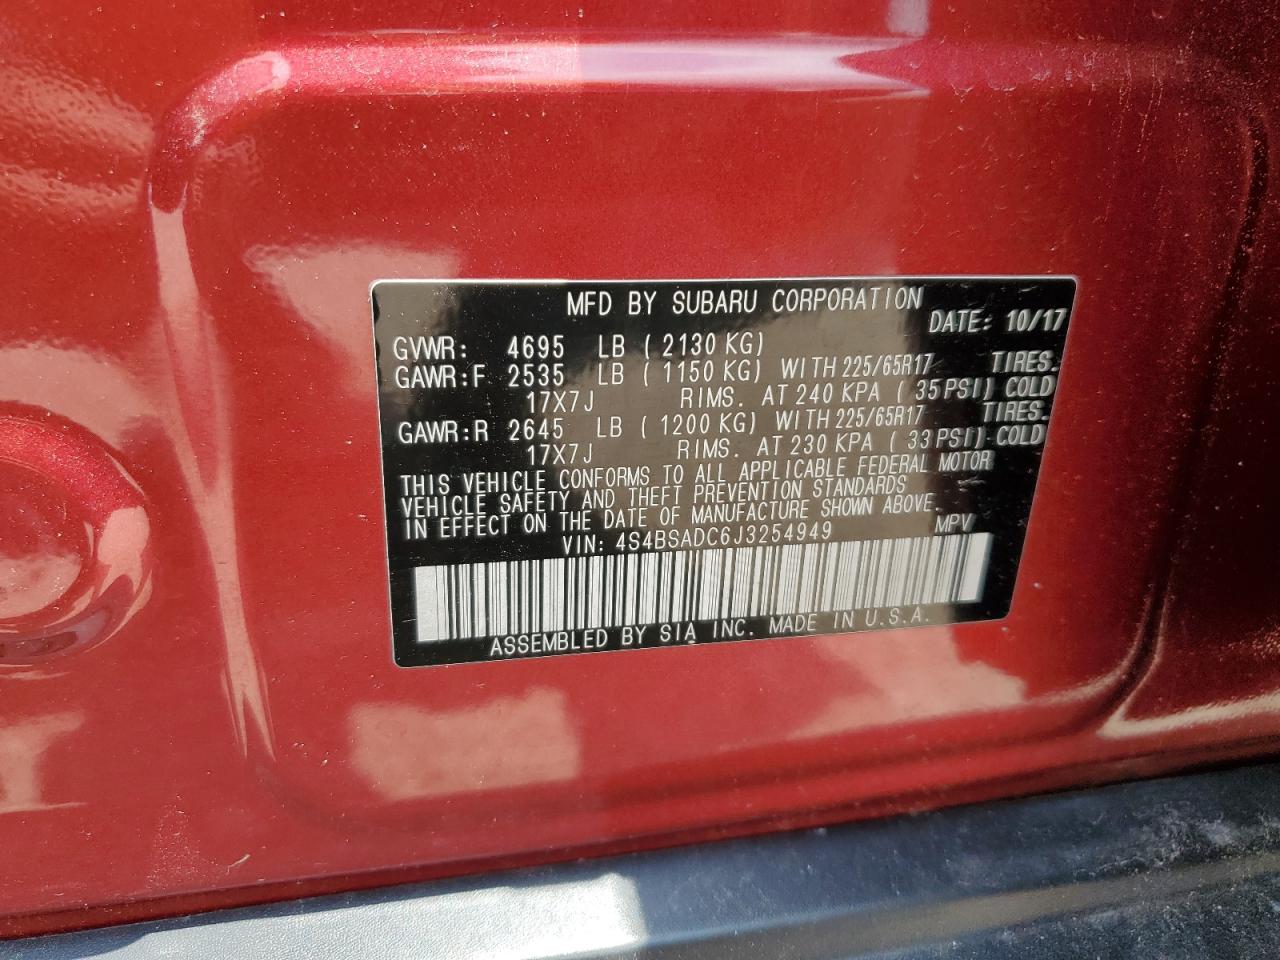 MFD BY SUBARU CORPORATION
DATE: 10/17
GVWR: 4695 LB ( 2130 KG)
GAWR:F 2535 LB ( 1150 KG) WITH 225/65R17 TIRES.
17X7J RIMS. AT 240 KPA ( 35 PSI) COLD
GAWR:R 2645 LB ( 1200 KG) WITH 225/65R17 TIRES.
17X7J RIMS. AT 230 KPA ( 33 PSI) COLD
THIS VEHICLE CONFORMS TO ALL APPLICABLE FEDERAL MOTOR
VEHICLE SAFETY AND THEFT PREVENTION STANDARDS
IN EFFECT ON THE DATE OF MANUFACTURE SHOWN ABOVE.
VIN: 4S4BSADC6J3254949 MPV
ASSEMBLED BY SIA INC. MADE IN U.S.A.